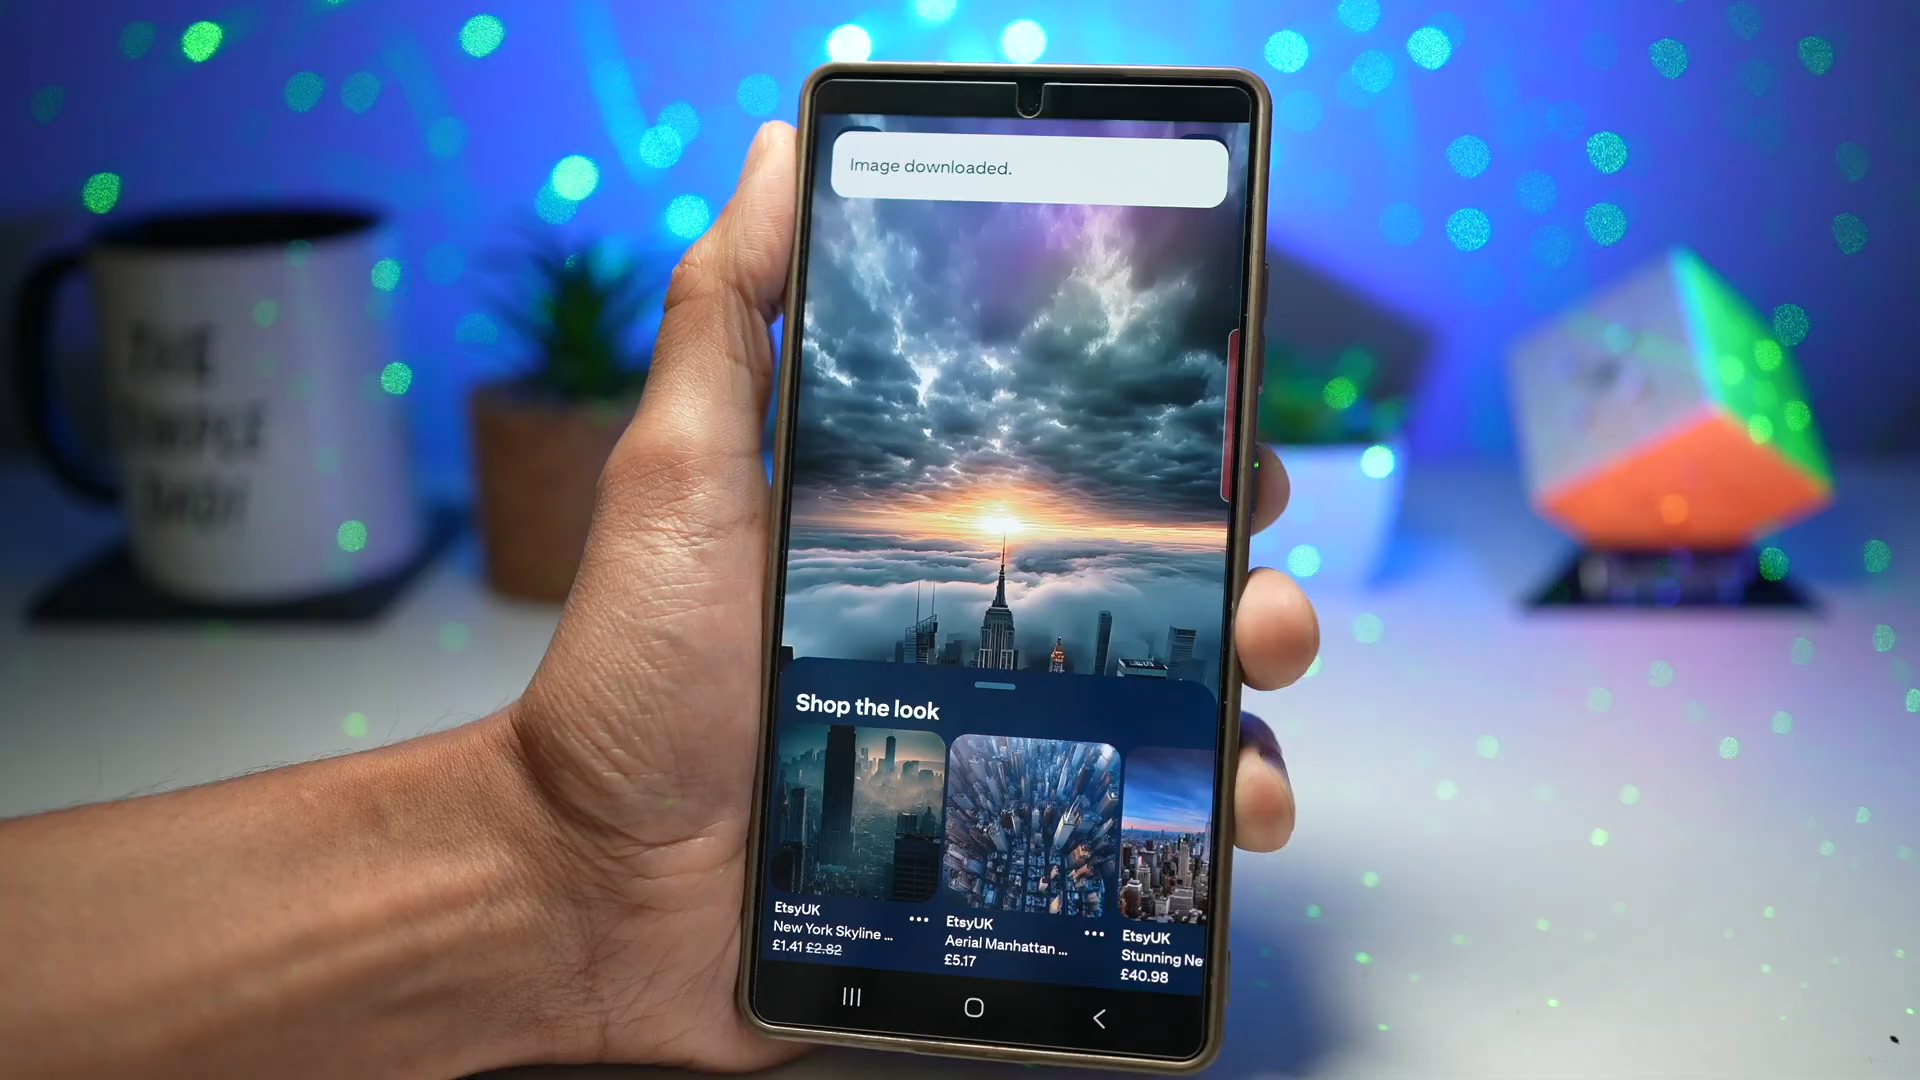 Image downloaded.
Shop the look
EtsyUK
New York Skyline ...
£1.41 £2.82
EtsyUK
Aerial Manhattan ...
£5.17
EtsyUK
Stunning Ne
£40.98